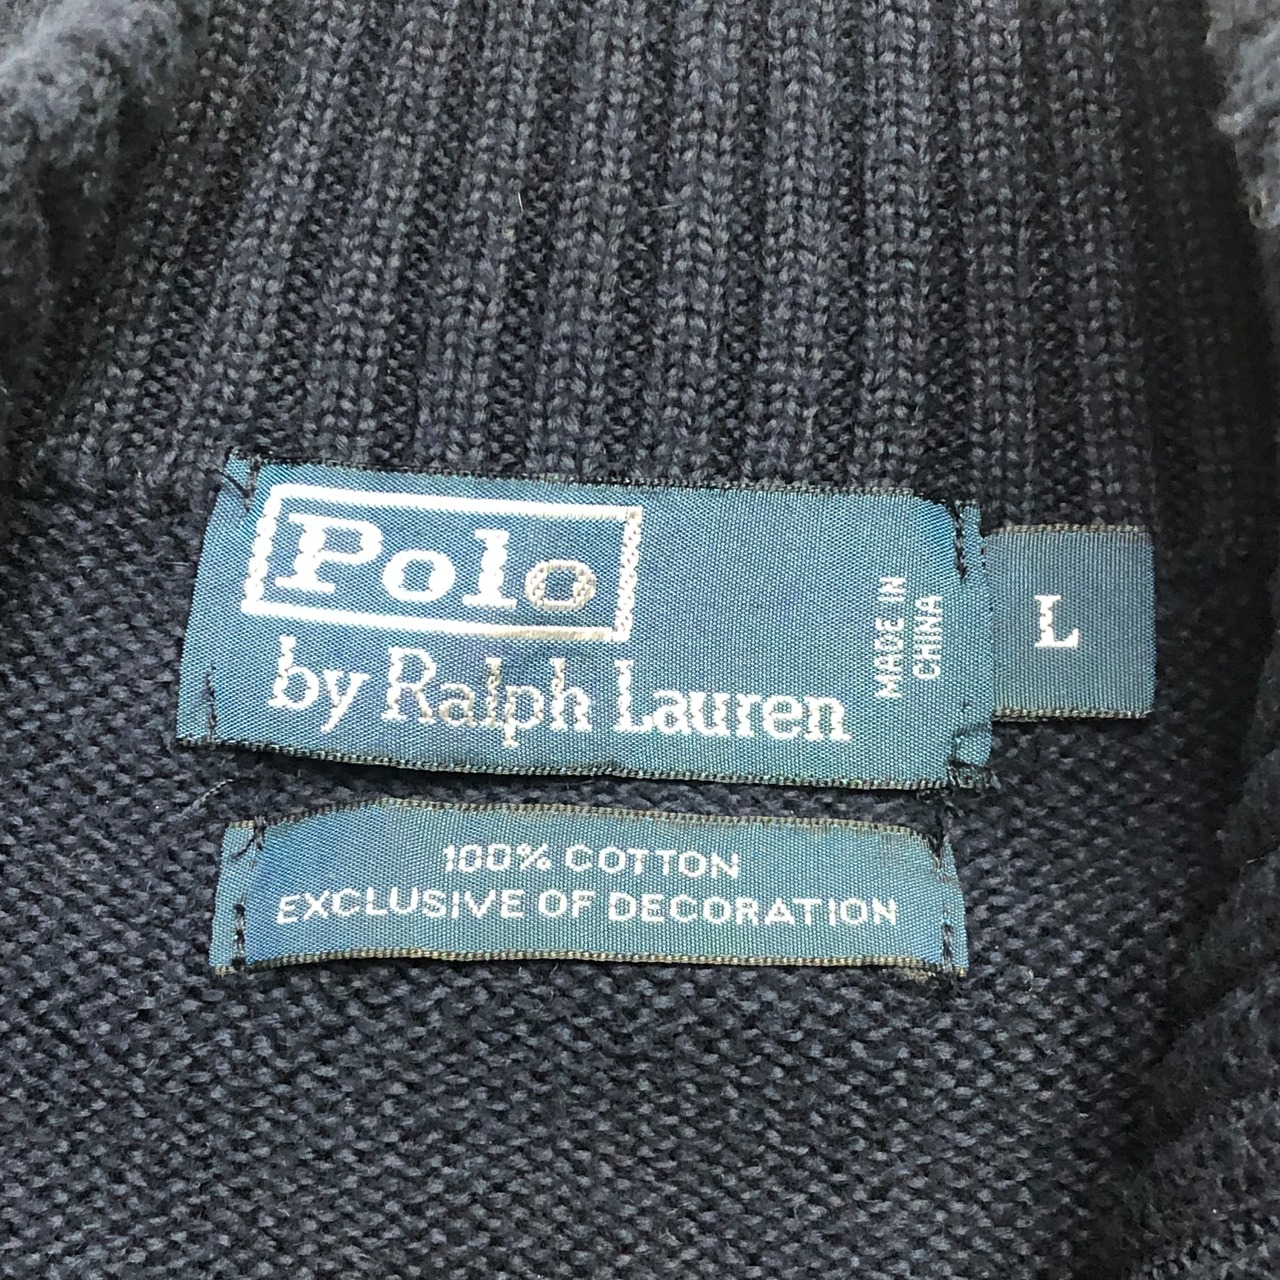 Polo
by Ralph Lauren
MADE IN
CHINA
L
100% COTTON
EXCLUSIVE OF DECORATION